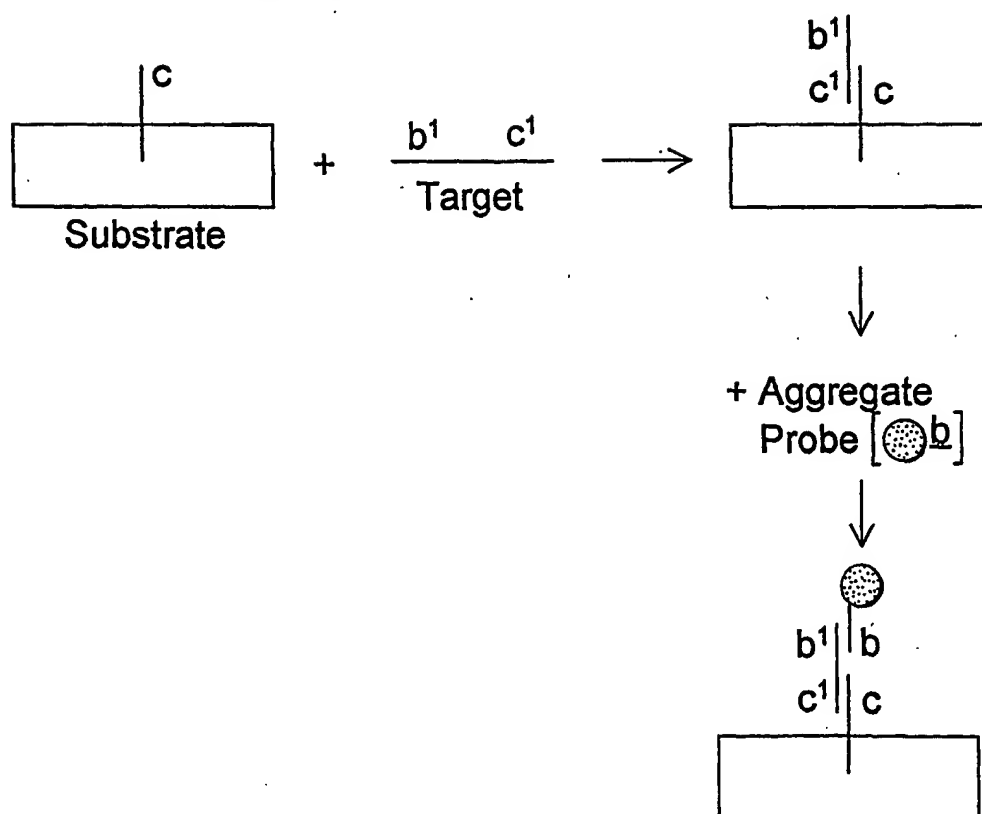 c
Substrate
+
b¹ c¹
Target
b¹
c¹ c
+ Aggregate
Probe [ b]
b¹ b
c¹ c